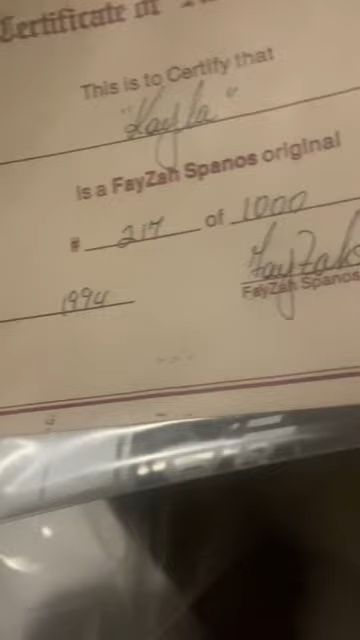 Certificate of
This is to Certify that
"Kayla"
is a FayZah Spanos original
# 217 of 1000
FayZah
FayZah Spanos
1994